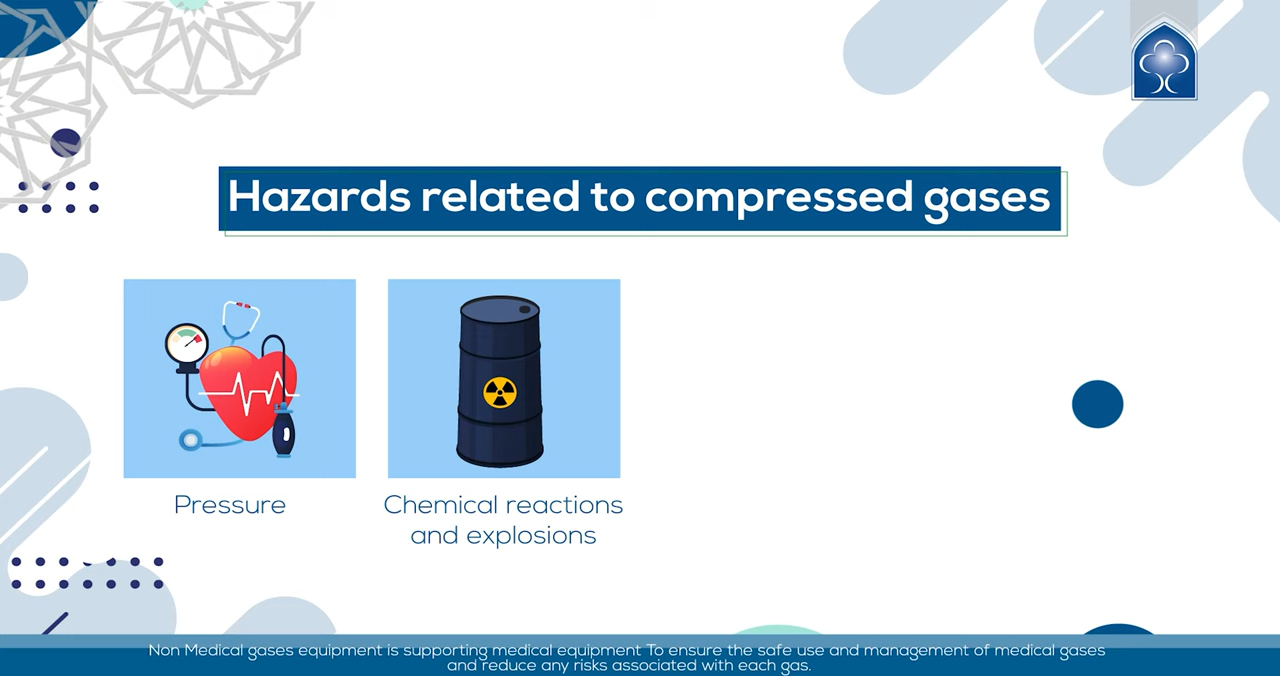 Hazards related to compressed gases
Pressure
Chemical reactions
and explosions
Non Medical gases equipment is supporting medical equipment To ensure the safe use and management of medical gases
and reduce any risks associated with each gas.